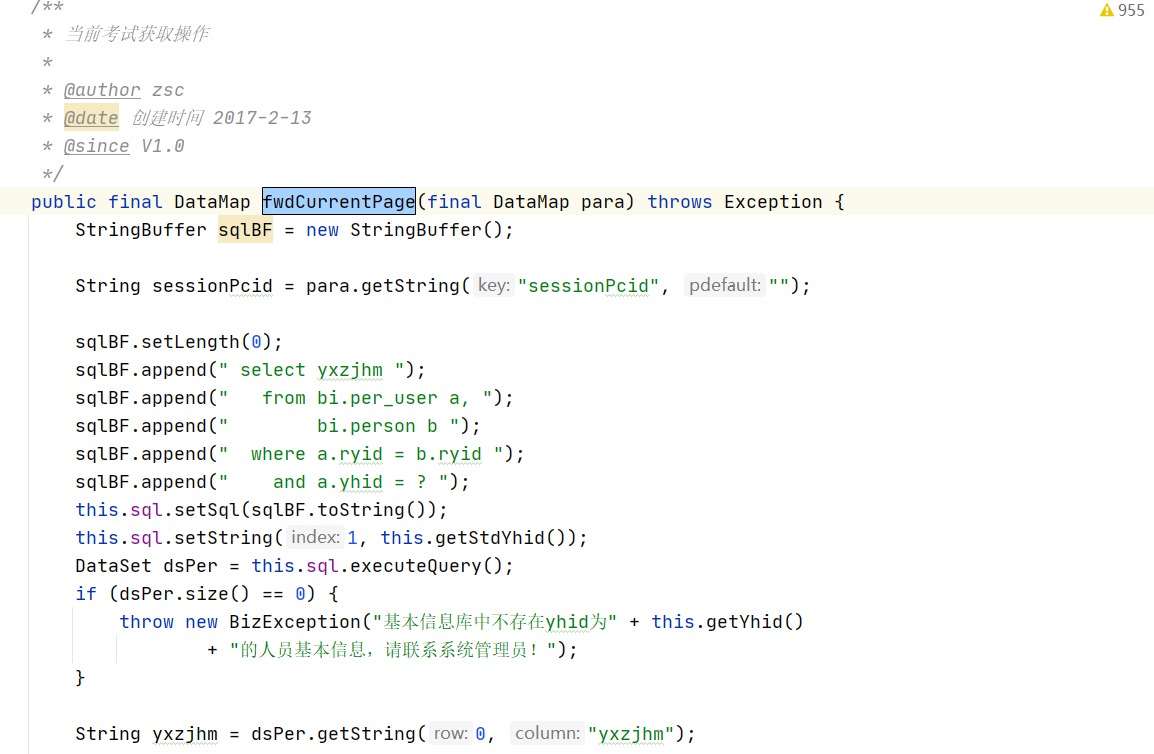 /**
955
* 当前考试获取操作
*
* @author zsc
* @date 创建时间 2017-2-13
* @since V1.0
*/
public final DataMap fwdCurrentPage(final DataMap para) throws Exception {
StringBuffer sqlBF = new StringBuffer();
String sessionPcid = para.getString( key: "sessionPcid", pdefault: "");
sqlBF.setLength(0);
sqlBF.append(" select yxzjhm ");
sqlBF.append("   from bi.per_user a, ");
sqlBF.append("        bi.person b ");
sqlBF.append("  where a.ryid = b.ryid ");
sqlBF.append("    and a.yhid = ? ");
this.sql.setSql(sqlBF.toString());
this.sql.setString( index: 1, this.getStdYhid());
DataSet dsPer = this.sql.executeQuery();
if (dsPer.size() == 0) {
throw new BizException("基本信息库中不存在yhid为" + this.getYhid()
+ "的人员基本信息，请联系系统管理员！");
}
String yxzjhm = dsPer.getString( row: 0, column: "yxzjhm");